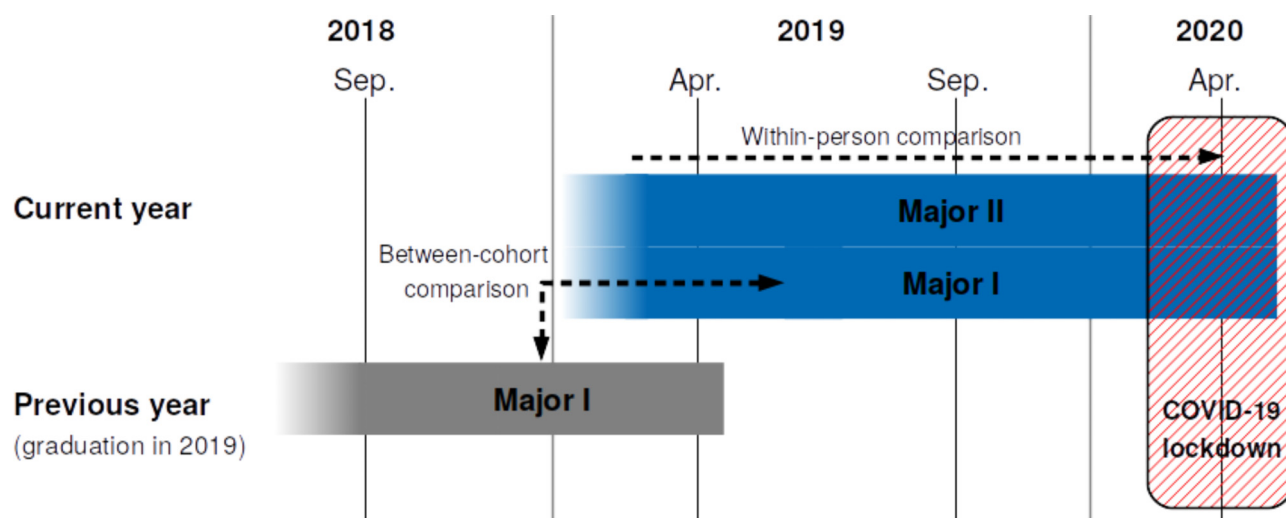 2018
2019
2020
Sep.
Apr.
Sep.
Apr.
Within-person comparison
Current year
Major II
Between-cohort
comparison
Major I
Previous year
(graduation in 2019)
Major I
COVID-19
lockdown